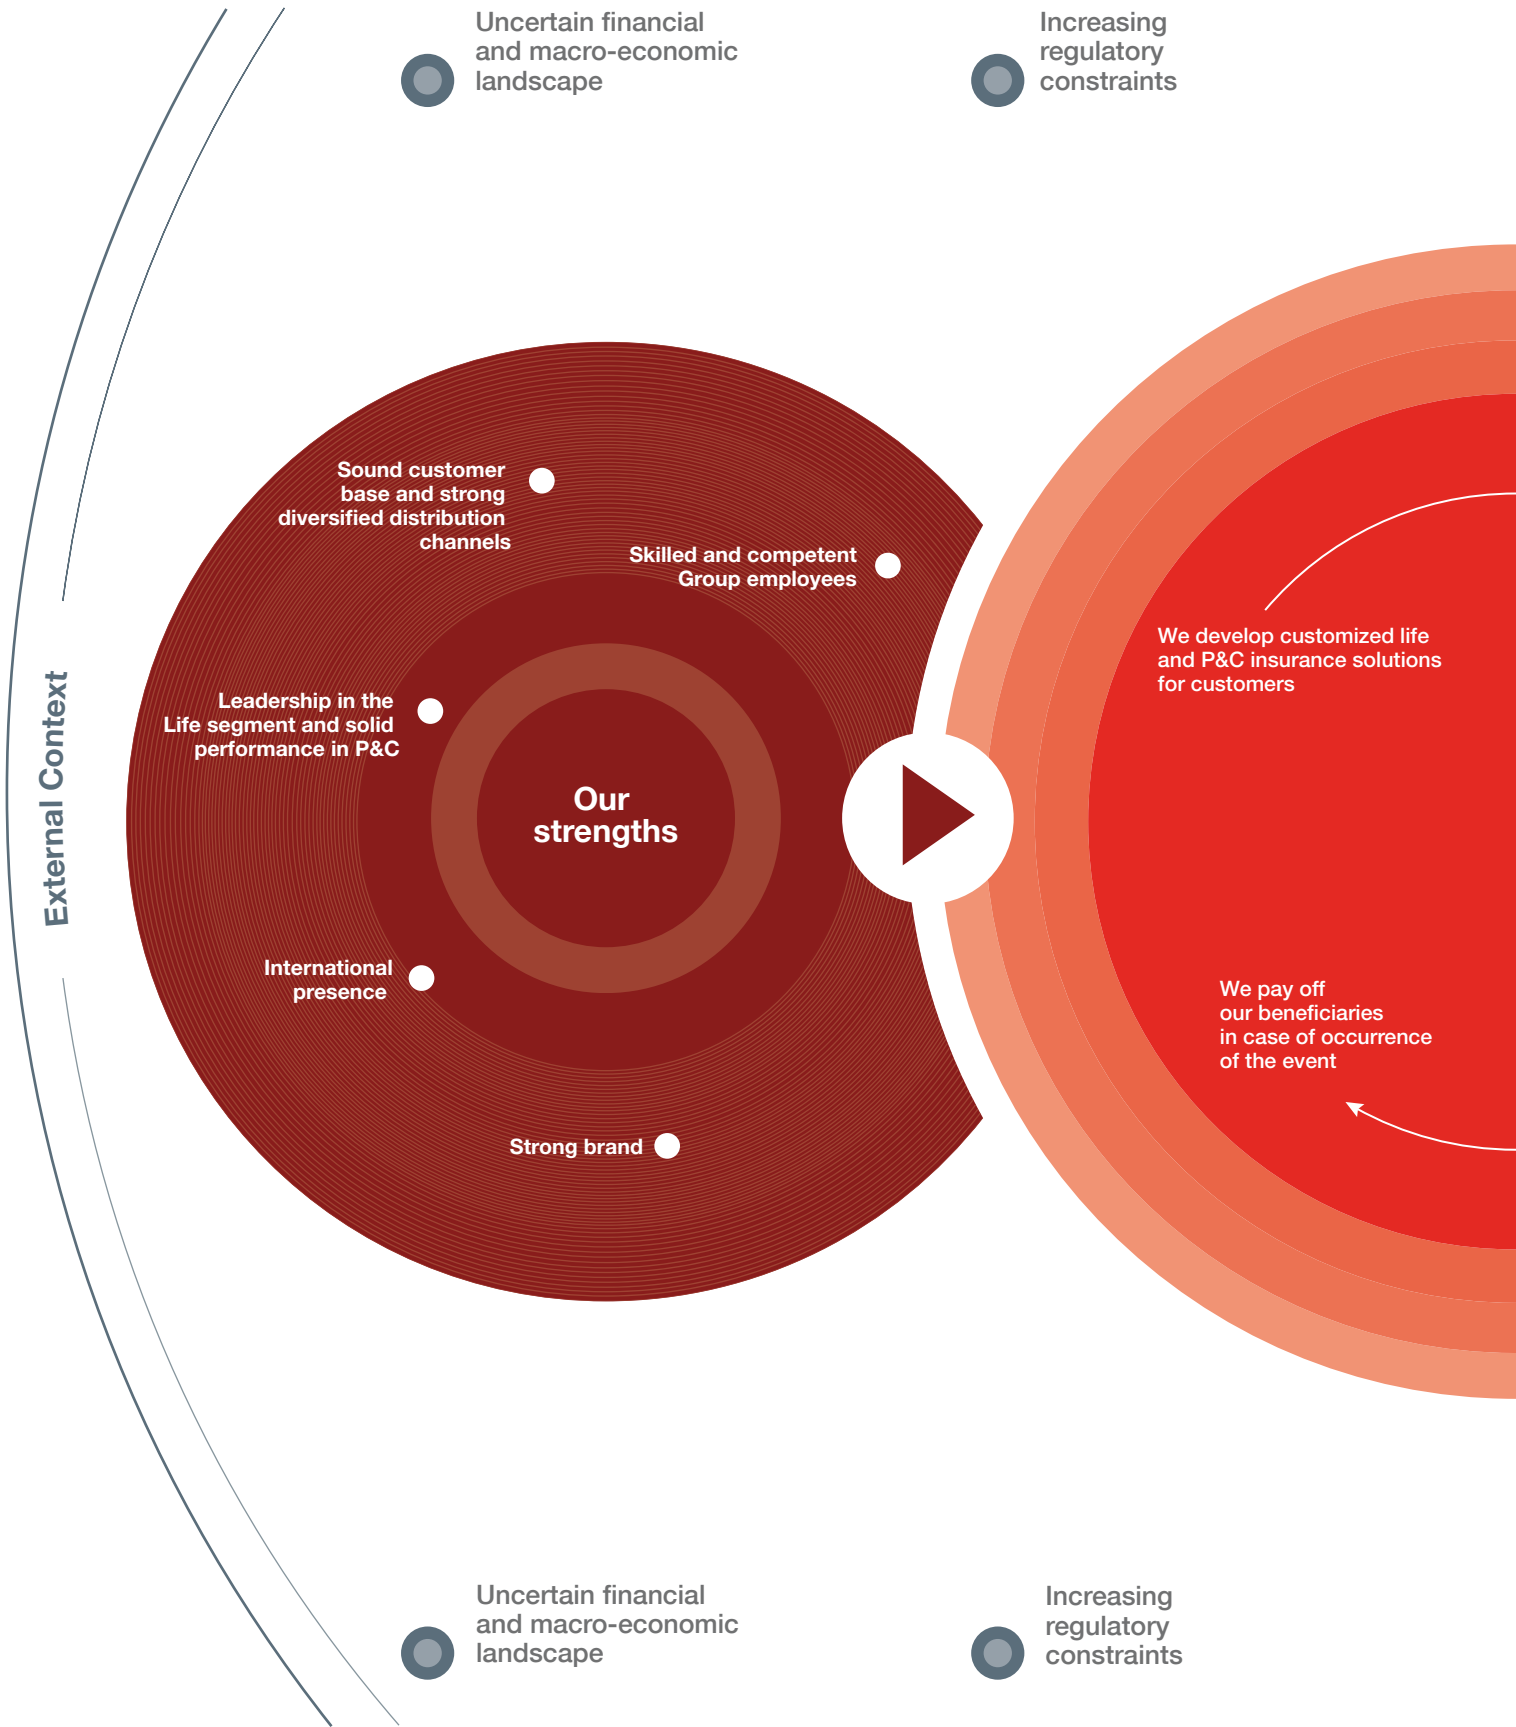 Uncertain financial
and macro-economic
landscape
Increasing
regulatory
constraints
External Context
Sound customer
base and strong
diversified distribution
channels
Skilled and competent
Group employees
Leadership in the
Life segment and solid
performance in P&C
Our
strengths
International
presence
Strong brand
We develop customized life
and P&C insurance solutions
for customers
We pay off
our beneficiaries
in case of occurrence
of the event
Uncertain financial
and macro-economic
landscape
Increasing
regulatory
constraints